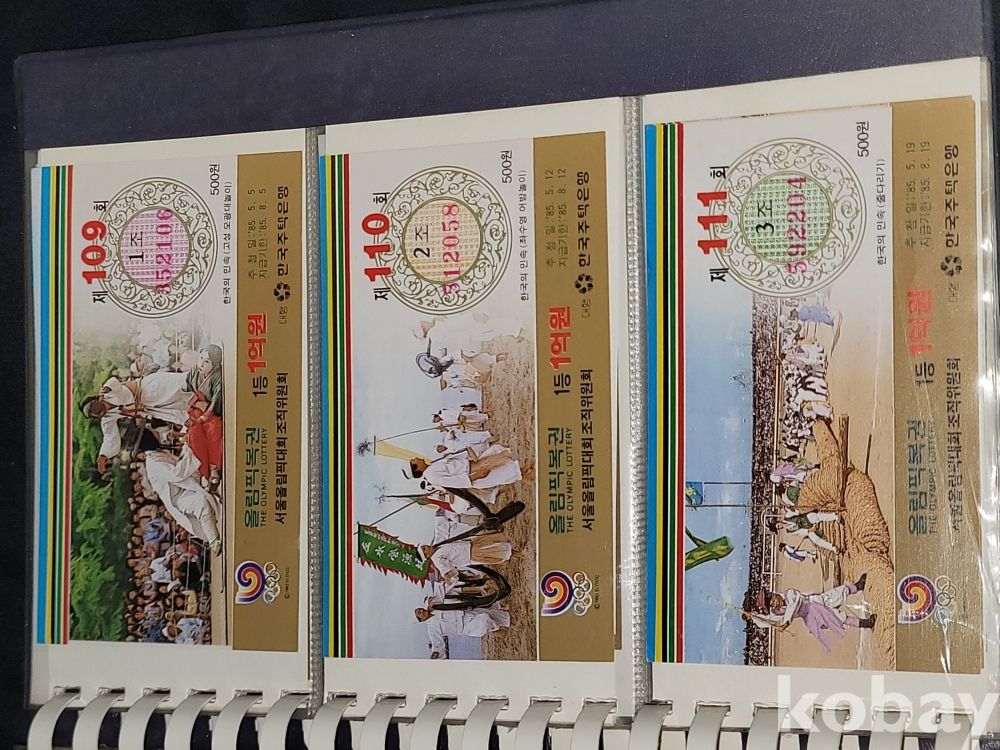 제109회
500원
1조
352106
한국의 민속(고성 오광대놀이)
추 첨 일:'85. 5. 5
지급기한:'85. 8. 5
올림픽복권
THE OLYMPIC LOTTERY
1등 1억원
서울올림픽대회조직위원회
대행 한국주택은행
제110회
500원
2조
512058
한국의 민속(좌수영 어방놀이)
추 첨 일:'85. 5. 12
지급기한:'85. 8. 12
올림픽복권
THE OLYMPIC LOTTERY
1등 1억원
서울올림픽대회조직위원회
대행 한국주택은행
제111회
500원
3조
592204
한국의 민속(줄다리기)
추 첨 일:'85. 5. 19
지급기한:'85. 8. 19
올림픽복권
THE OLYMPIC LOTTERY
1등 1억원
서울올림픽대회조직위원회
대행 한국주택은행
kobay